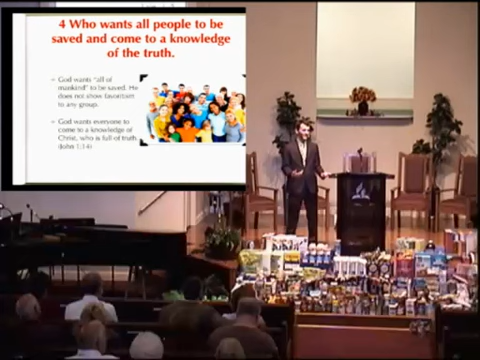 4 Who wants all people to be
saved and come to a knowledge
of the truth.
God wants "all of
mankind" to be saved. He
does not show favoritism
to any group.
God wants everyone to
come to a knowledge of
Christ, who is full of truth.
(John 1:14)